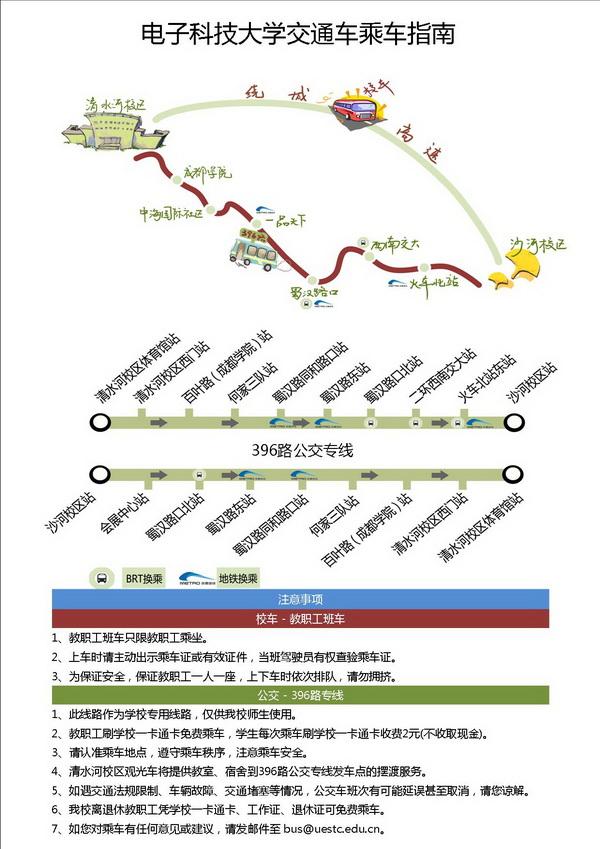 电子科技大学交通车乘车指南
清水河校区
绕城高速
校车
成都学院
中海国际社区
一品天下
396路
蜀汉路口
西南交大
火车北站
沙河校区
清水河校区体育馆站
清水河校区西门站
百叶路（成都学院）站
何家三队站
蜀汉路同和路口站
蜀汉路东站
蜀汉路口北站
二环西南交大站
火车北站东站
沙河校区站
396路公交专线
沙河校区站
会展中心站
蜀汉路口北站
蜀汉路东站
蜀汉路同和路口站
何家三队站
百叶路（成都学院）站
清水河校区西门站
清水河校区体育馆站
BRT换乘
METRO
地铁换乘
注意事项
校车 - 教职工班车
1、教职工班车只限教职工乘坐。
2、上车时请主动出示乘车证或有效证件，当班驾驶员有权查验乘车证。
3、为保证安全，保证教职工一人一座，上下车时依次排队，请勿拥挤。
公交 - 396路专线
1、此线路作为学校专用线路，仅供我校师生使用。
2、教职工刷学校一卡通卡免费乘车，学生每次乘车刷学校一卡通卡收费2元(不收取现金)。
3、请认准乘车地点，遵守乘车秩序，注意乘车安全。
4、清水河校区观光车将提供教室、宿舍到396路公交专线发车点的摆渡服务。
5、如遇交通法规限制、车辆故障、交通堵塞等情况，公交车班次有可能延误甚至取消，请您谅解。
6、我校离退休教职工凭学校一卡通卡、工作证、退休证可免费乘车。
7、如您对乘车有任何意见或建议，请发邮件至 bus@uestc.edu.cn。